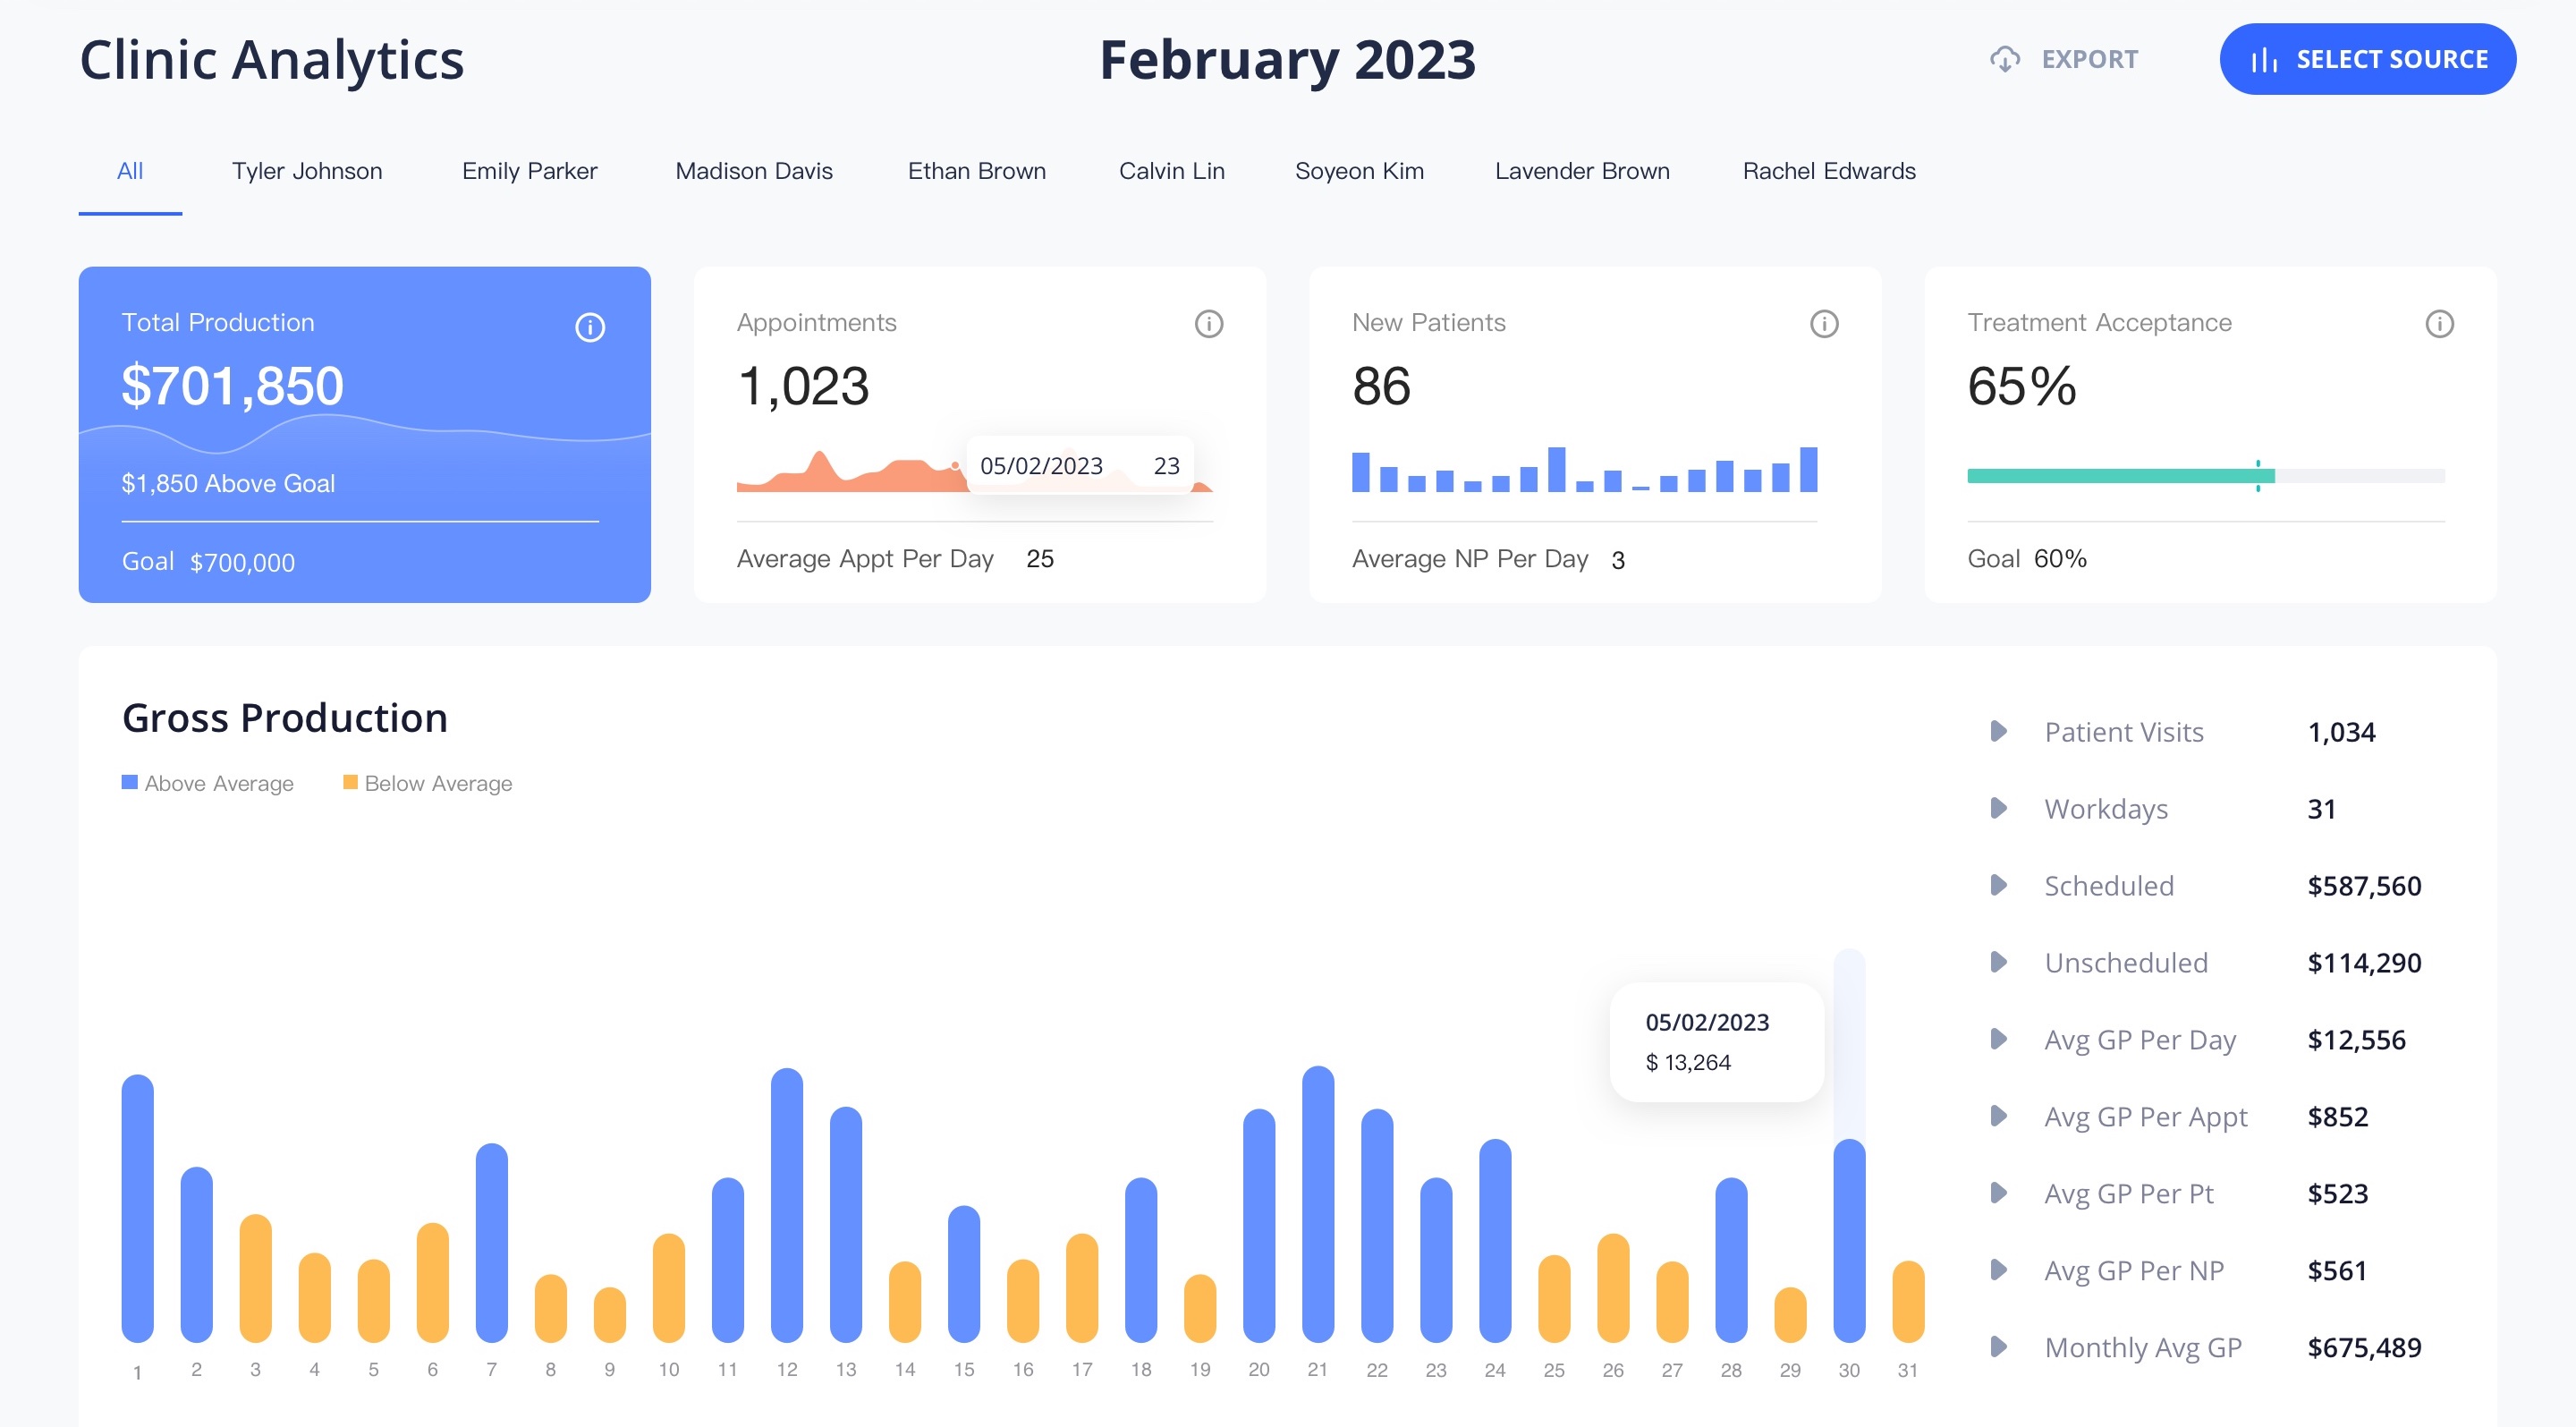 Clinic Analytics
February 2023
EXPORT
SELECT SOURCE
All Tyler Johnson Emily Parker Madison Davis Ethan Brown Calvin Lin Soyeon Kim Lavender Brown Rachel Edwards
Total Production
$701,850
$1,850 Above Goal
Goal $700,000
Appointments
1,023
05/02/2023 23
Average Appt Per Day 25
New Patients
86
Average NP Per Day 3
Treatment Acceptance
65%
Goal 60%
Gross Production
Above Average Below Average
05/02/2023
$ 13,264
1 2 3 4 5 6 7 8 9 10 11 12 13 14 15 16 17 18 19 20 21 22 23 24 25 26 27 28 29 30 31
Patient Visits 1,034
Workdays 31
Scheduled $587,560
Unscheduled $114,290
Avg GP Per Day $12,556
Avg GP Per Appt $852
Avg GP Per Pt $523
Avg GP Per NP $561
Monthly Avg GP $675,489